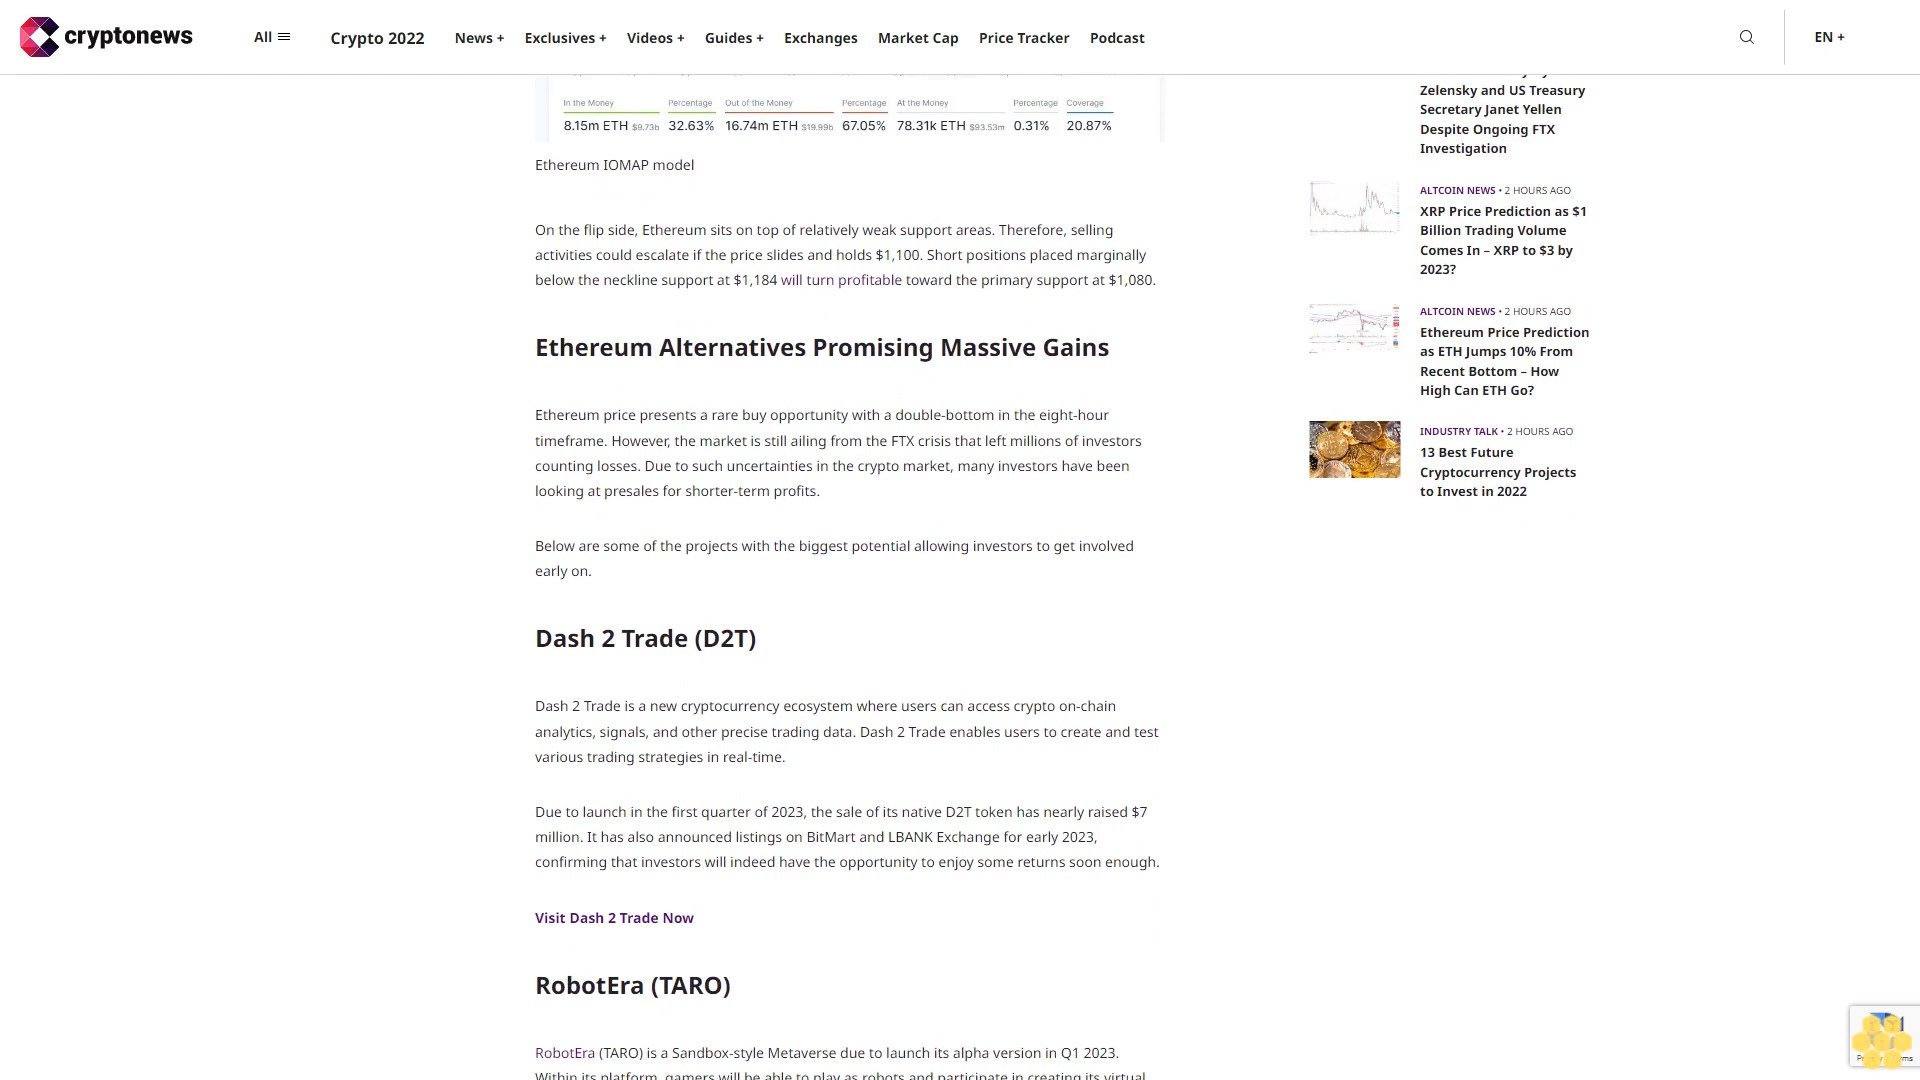 cryptonews
All
Crypto 2022
News +
Exclusives +
Videos +
Guides +
Exchanges
Market Cap
Price Tracker
Podcast
EN +
In the Money Percentage Out of the Money Percentage At the Money Percentage Coverage
8.15m ETH $9.73b 32.63% 16.74m ETH $19.99b 67.05% 78.31k ETH $93.53m 0.31% 20.87%
Ethereum IOMAP model
On the flip side, Ethereum sits on top of relatively weak support areas. Therefore, selling
activities could escalate if the price slides and holds $1,100. Short positions placed marginally
below the neckline support at $1,184 will turn profitable toward the primary support at $1,080.
Ethereum Alternatives Promising Massive Gains
Ethereum price presents a rare buy opportunity with a double-bottom in the eight-hour
timeframe. However, the market is still ailing from the FTX crisis that left millions of investors
counting losses. Due to such uncertainties in the crypto market, many investors have been
looking at presales for shorter-term profits.
Below are some of the projects with the biggest potential allowing investors to get involved
early on.
Dash 2 Trade (D2T)
Dash 2 Trade is a new cryptocurrency ecosystem where users can access crypto on-chain
analytics, signals, and other precise trading data. Dash 2 Trade enables users to create and test
various trading strategies in real-time.
Due to launch in the first quarter of 2023, the sale of its native D2T token has nearly raised $7
million. It has also announced listings on BitMart and LBANK Exchange for early 2023,
confirming that investors will indeed have the opportunity to enjoy some returns soon enough.
Visit Dash 2 Trade Now
RobotEra (TARO)
RobotEra (TARO) is a Sandbox-style Metaverse due to launch its alpha version in Q1 2023.
Within its platform, gamers will be able to play as robots and participate in creating its virtual
Zelensky and US Treasury
Secretary Janet Yellen
Despite Ongoing FTX
Investigation
ALTCOIN NEWS • 2 HOURS AGO
XRP Price Prediction as $1
Billion Trading Volume
Comes In – XRP to $3 by
2023?
ALTCOIN NEWS • 2 HOURS AGO
Ethereum Price Prediction
as ETH Jumps 10% From
Recent Bottom – How
High Can ETH Go?
INDUSTRY TALK • 2 HOURS AGO
13 Best Future
Cryptocurrency Projects
to Invest in 2022